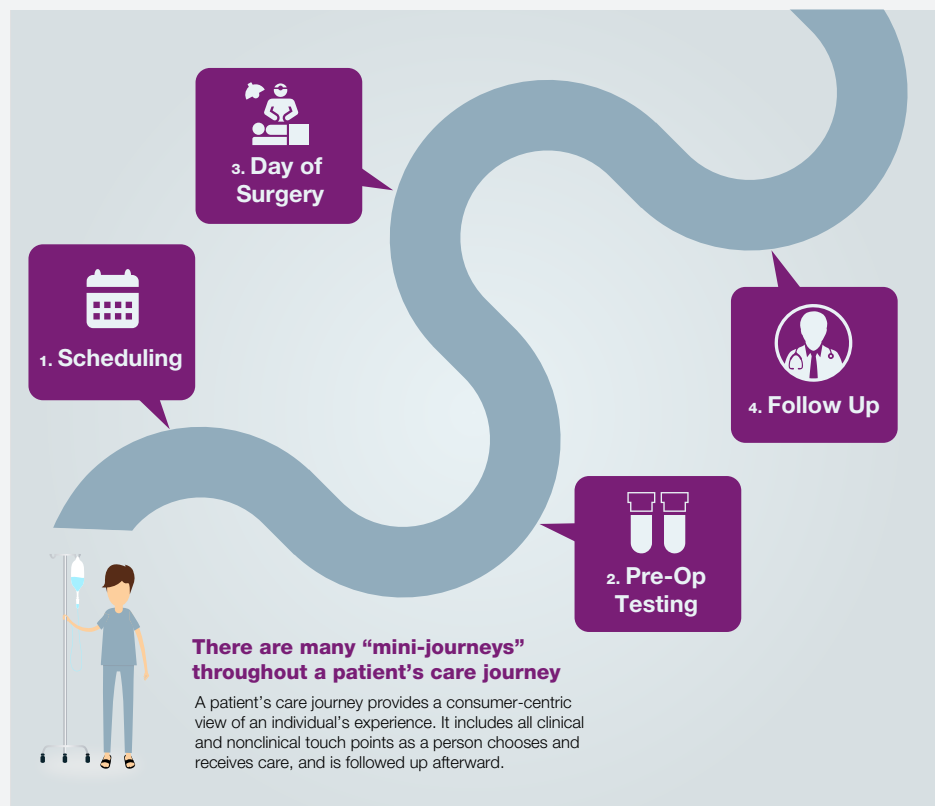 3. Day of
Surgery
1. Scheduling
4. Follow Up
2. Pre-Op
Testing
There are many “mini-journeys”
throughout a patient’s care journey
A patient’s care journey provides a consumer-centric
view of an individual’s experience. It includes all clinical
and nonclinical touch points as a person chooses and
receives care, and is followed up afterward.